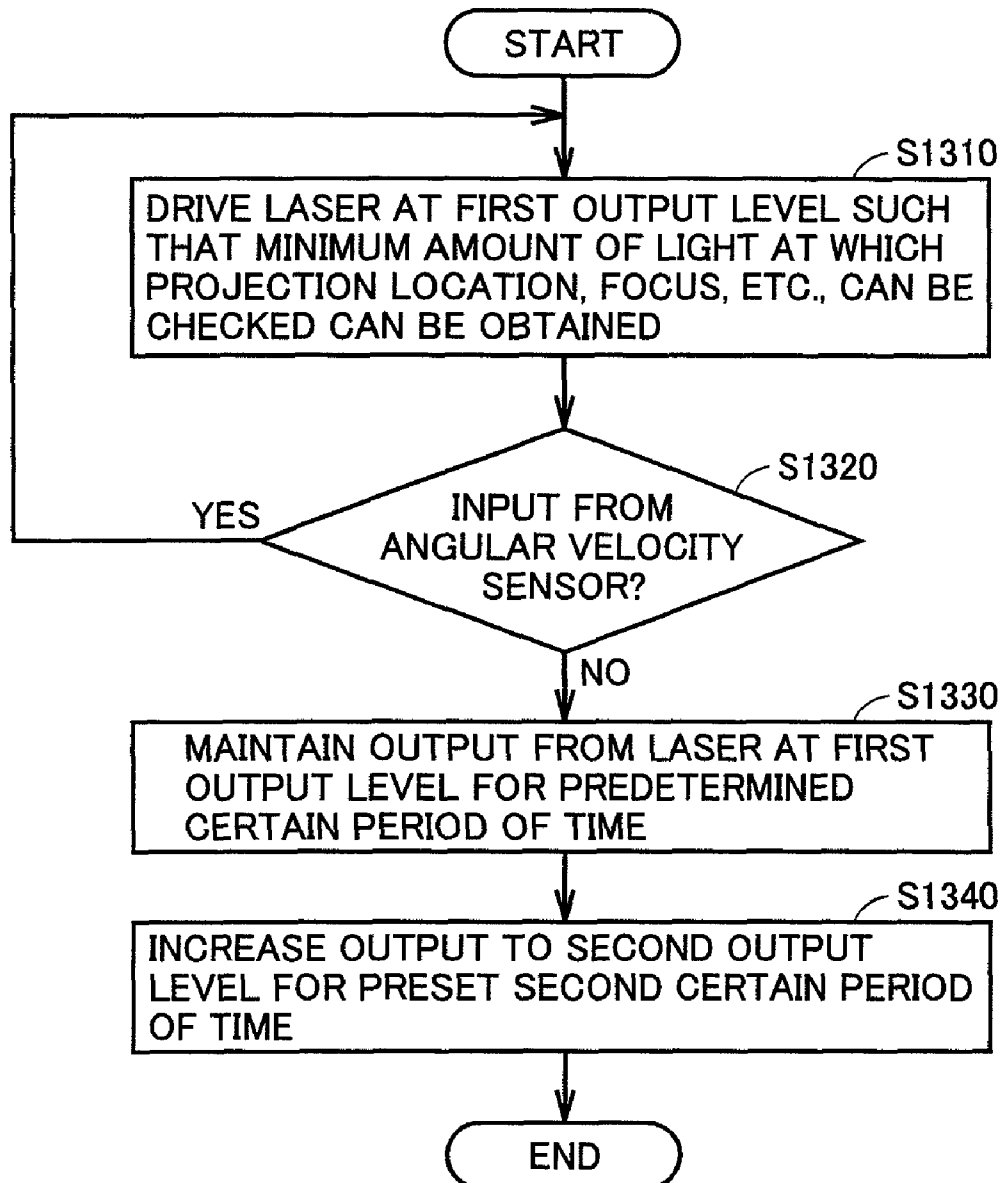 START
S1310
DRIVE LASER AT FIRST OUTPUT LEVEL SUCH
THAT MINIMUM AMOUNT OF LIGHT AT WHICH
PROJECTION LOCATION, FOCUS, ETC., CAN BE
CHECKED CAN BE OBTAINED
S1320
YES
INPUT FROM
ANGULAR VELOCITY
SENSOR?
NO
S1330
MAINTAIN OUTPUT FROM LASER AT FIRST
OUTPUT LEVEL FOR PREDETERMINED
CERTAIN PERIOD OF TIME
S1340
INCREASE OUTPUT TO SECOND OUTPUT
LEVEL FOR PRESET SECOND CERTAIN PERIOD
OF TIME
END